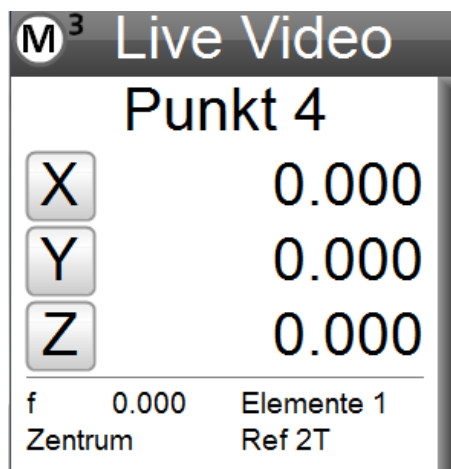 M³ Live Video
Punkt 4
X 0.000
Y 0.000
Z 0.000
f 0.000 Elemente 1
Zentrum Ref 2T